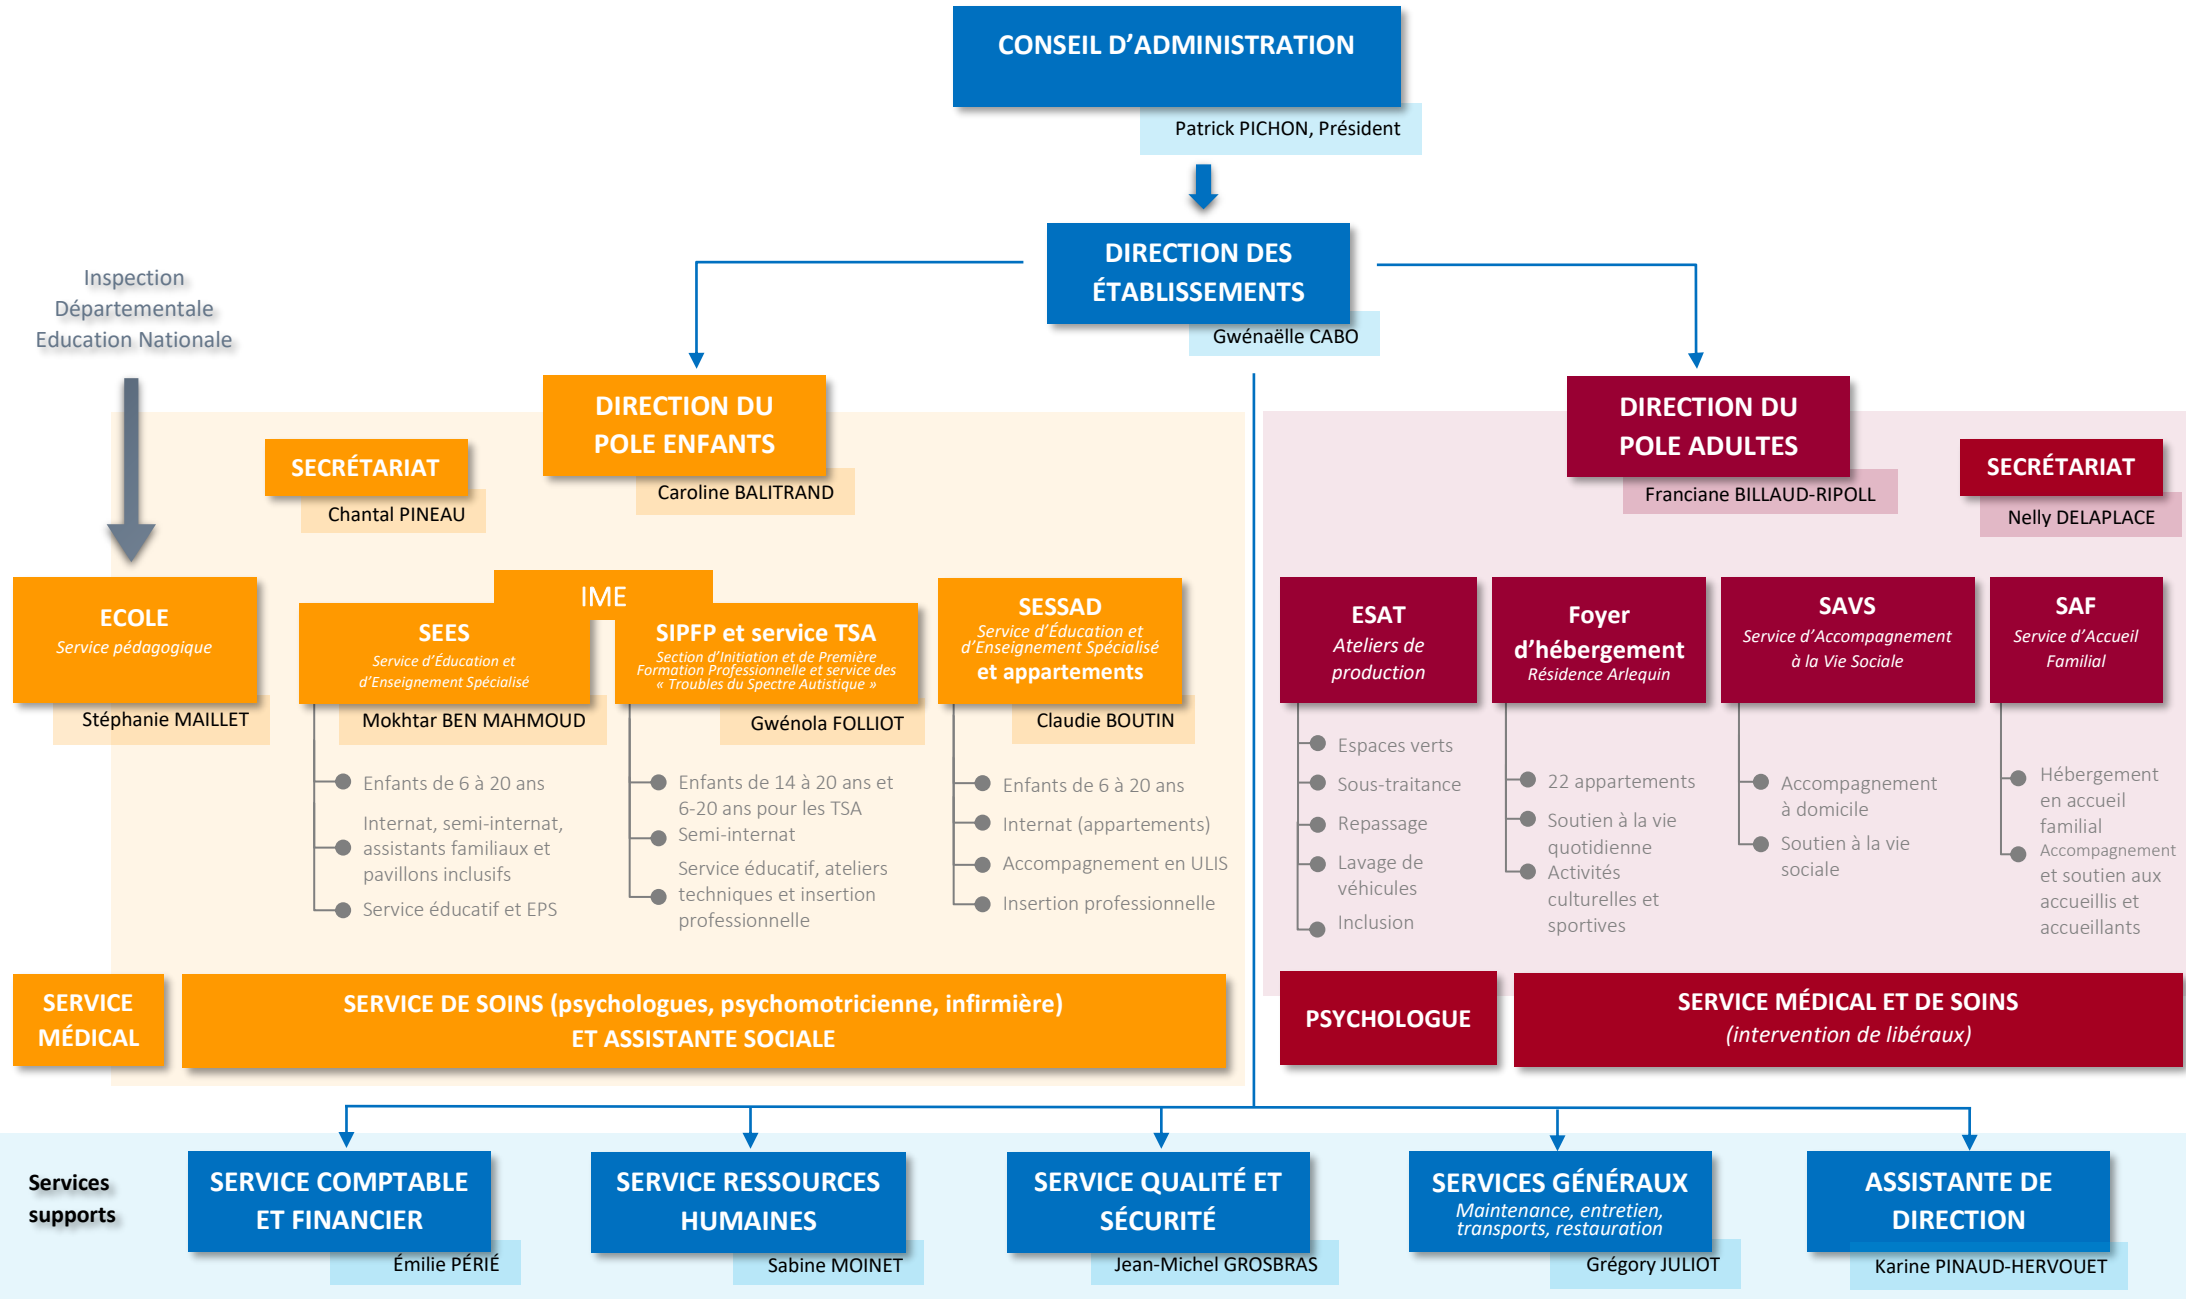 CONSEIL D’ADMINISTRATION
Patrick PICHON, Président
DIRECTION DES
ÉTABLISSEMENTS
Gwénaëlle CABO
Inspection
Départementale
Education Nationale
DIRECTION DU
POLE ENFANTS
Caroline BALITRAND
SECRÉTARIAT
Chantal PINEAU
DIRECTION DU
POLE ADULTES
Franciane BILLAUD-RIPOLL
SECRÉTARIAT
Nelly DELAPLACE
ECOLE
Service pédagogique
Stéphanie MAILLET
IME
SEES
Service d’Éducation et
d’Enseignement Spécialisé
Mokhtar BEN MAHMOUD
Enfants de 6 à 20 ans
Internat, semi-internat,
assistants familiaux et
pavillons inclusifs
Service éducatif et EPS
SIPFP et service TSA
Section d’Initiation et de Première
Formation Professionnelle et service des
« Troubles du Spectre Autistique »
Gwénola FOLLIOT
Enfants de 14 à 20 ans et
6-20 ans pour les TSA
Semi-internat
Service éducatif, ateliers
techniques et insertion
professionnelle
SESSAD
Service d’Éducation et
d’Enseignement Spécialisé
et appartements
Claudie BOUTIN
Enfants de 6 à 20 ans
Internat (appartements)
Accompagnement en ULIS
Insertion professionnelle
ESAT
Ateliers de
production
Espaces verts
Sous-traitance
Repassage
Lavage de
véhicules
Inclusion
Foyer
d’hébergement
Résidence Arlequin
22 appartements
Soutien à la vie
quotidienne
Activités
culturelles et
sportives
SAVS
Service d’Accompagnement
à la Vie Sociale
Accompagnement
à domicile
Soutien à la vie
sociale
SAF
Service d’Accueil
Familial
Hébergement
en accueil
familial
Accompagnement
et soutien aux
accueillis et
accueillants
SERVICE
MÉDICAL
SERVICE DE SOINS (psychologues, psychomotricienne, infirmière)
ET ASSISTANTE SOCIALE
PSYCHOLOGUE
SERVICE MÉDICAL ET DE SOINS
(intervention de libéraux)
Services
supports
SERVICE COMPTABLE
ET FINANCIER
Émilie PÉRIÉ
SERVICE RESSOURCES
HUMAINES
Sabine MOINET
SERVICE QUALITÉ ET
SÉCURITÉ
Jean-Michel GROSBRAS
SERVICES GÉNÉRAUX
Maintenance, entretien,
transports, restauration
Grégory JULIOT
ASSISTANTE DE
DIRECTION
Karine PINAUD-HERVOUET